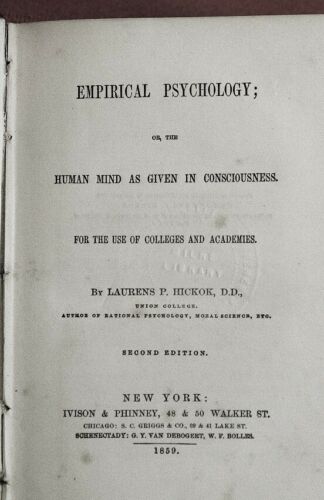 EMPIRICAL PSYCHOLOGY;
OR, THE
HUMAN MIND AS GIVEN IN CONSCIOUSNESS.
FOR THE USE OF COLLEGES AND ACADEMIES.
BY LAURENS P. HICKOK, D.D.,
UNION COLLEGE.
AUTHOR OF RATIONAL PSYCHOLOGY, MORAL SCIENCE, ETC.
SECOND EDITION.
NEW YORK:
IVISON & PHINNEY, 48 & 50 WALKER ST.
CHICAGO: S. C. GRIGGS & CO., 39 & 41 LAKE ST.
SCHENECTADY: G. Y. VAN DEBOGERT, W. F. BOLLES.
1859.